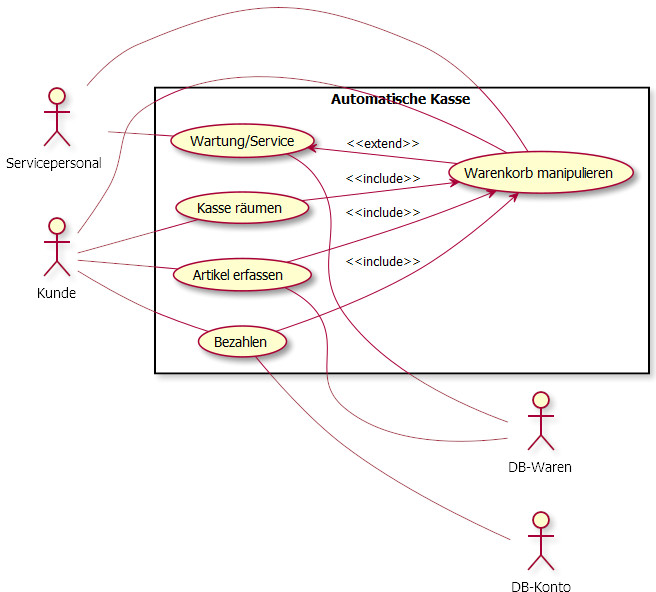 Automatische Kasse
Servicepersonal
Wartung/Service
<<extend>>
Warenkorb manipulieren
<<include>>
Kasse räumen
<<include>>
Kunde
Artikel erfassen
<<include>>
Bezahlen
DB-Waren
DB-Konto